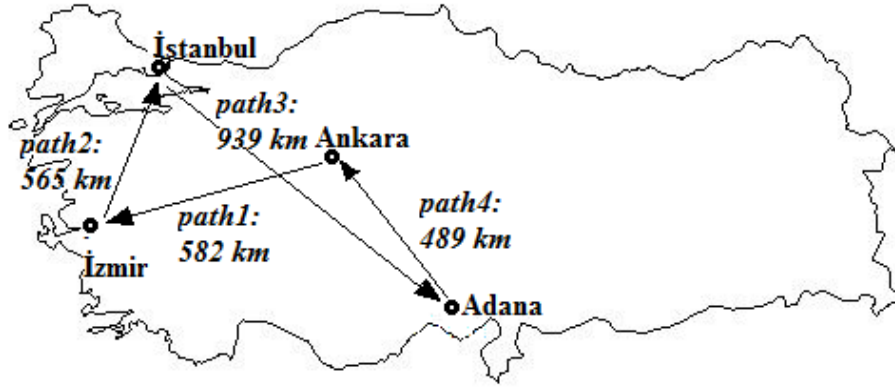 İstanbul
path3:
939 km
Ankara
path2:
565 km
path1:
582 km
path4:
489 km
İzmir
Adana